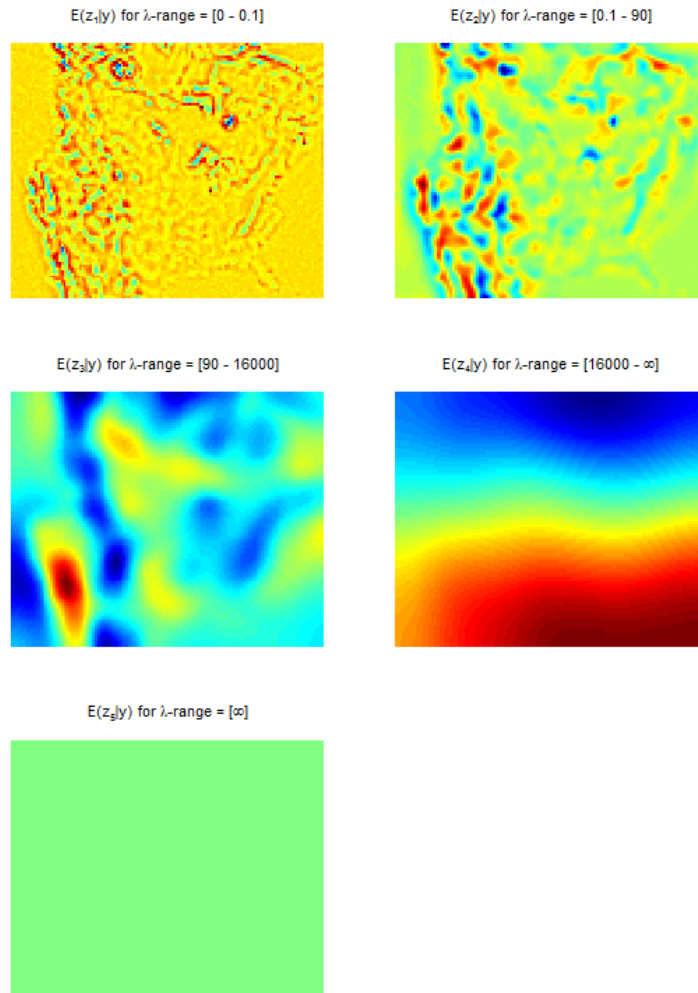 E(z₁|y) for λ-range = [0 - 0.1]
E(z₂|y) for λ-range = [0.1 - 90]
E(z₃|y) for λ-range = [90 - 16000]
E(z₄|y) for λ-range = [16000 - ∞]
E(z₅|y) for λ-range = [∞]